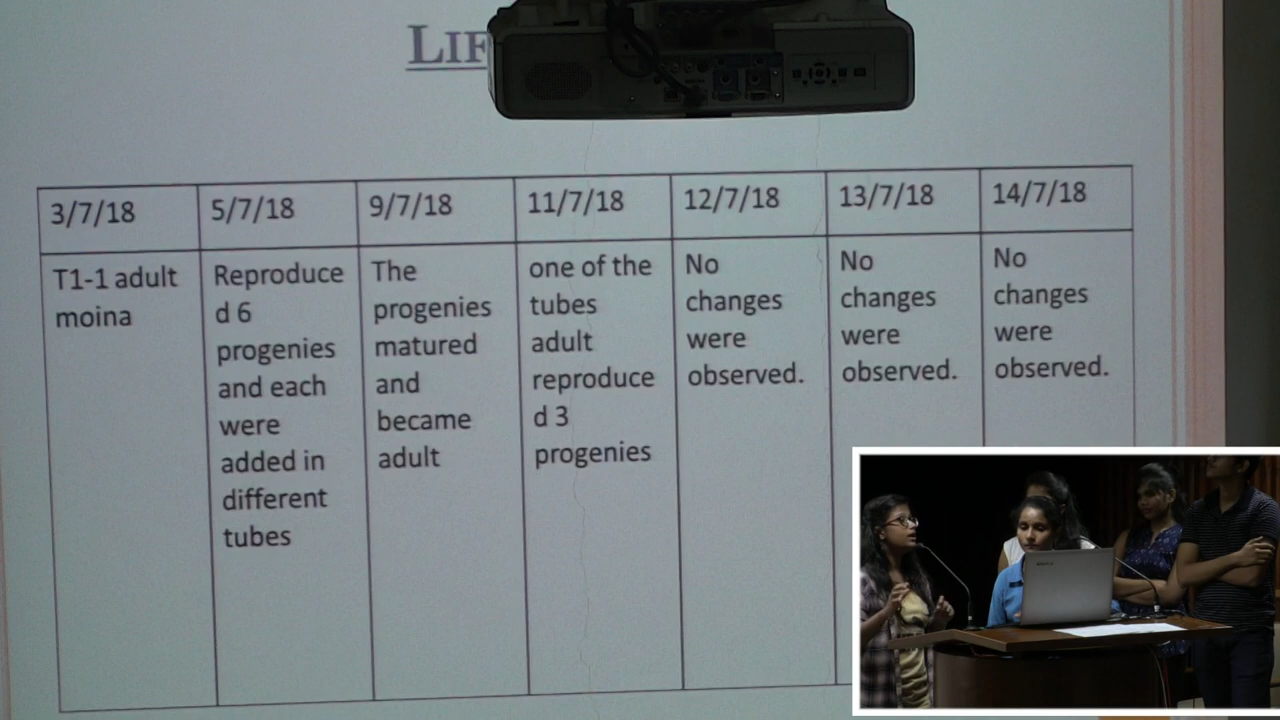 LIF
3/7/18
5/7/18
9/7/18
11/7/18
12/7/18
13/7/18
14/7/18
T1-1 adult
moina
Reproduce
d 6
progenies
and each
were
added in
different
tubes
The
progenies
matured
and
became
adult
one of the
tubes
adult
reproduce
d 3
progenies
No
changes
were
observed.
No
changes
were
observed.
No
changes
were
observed.